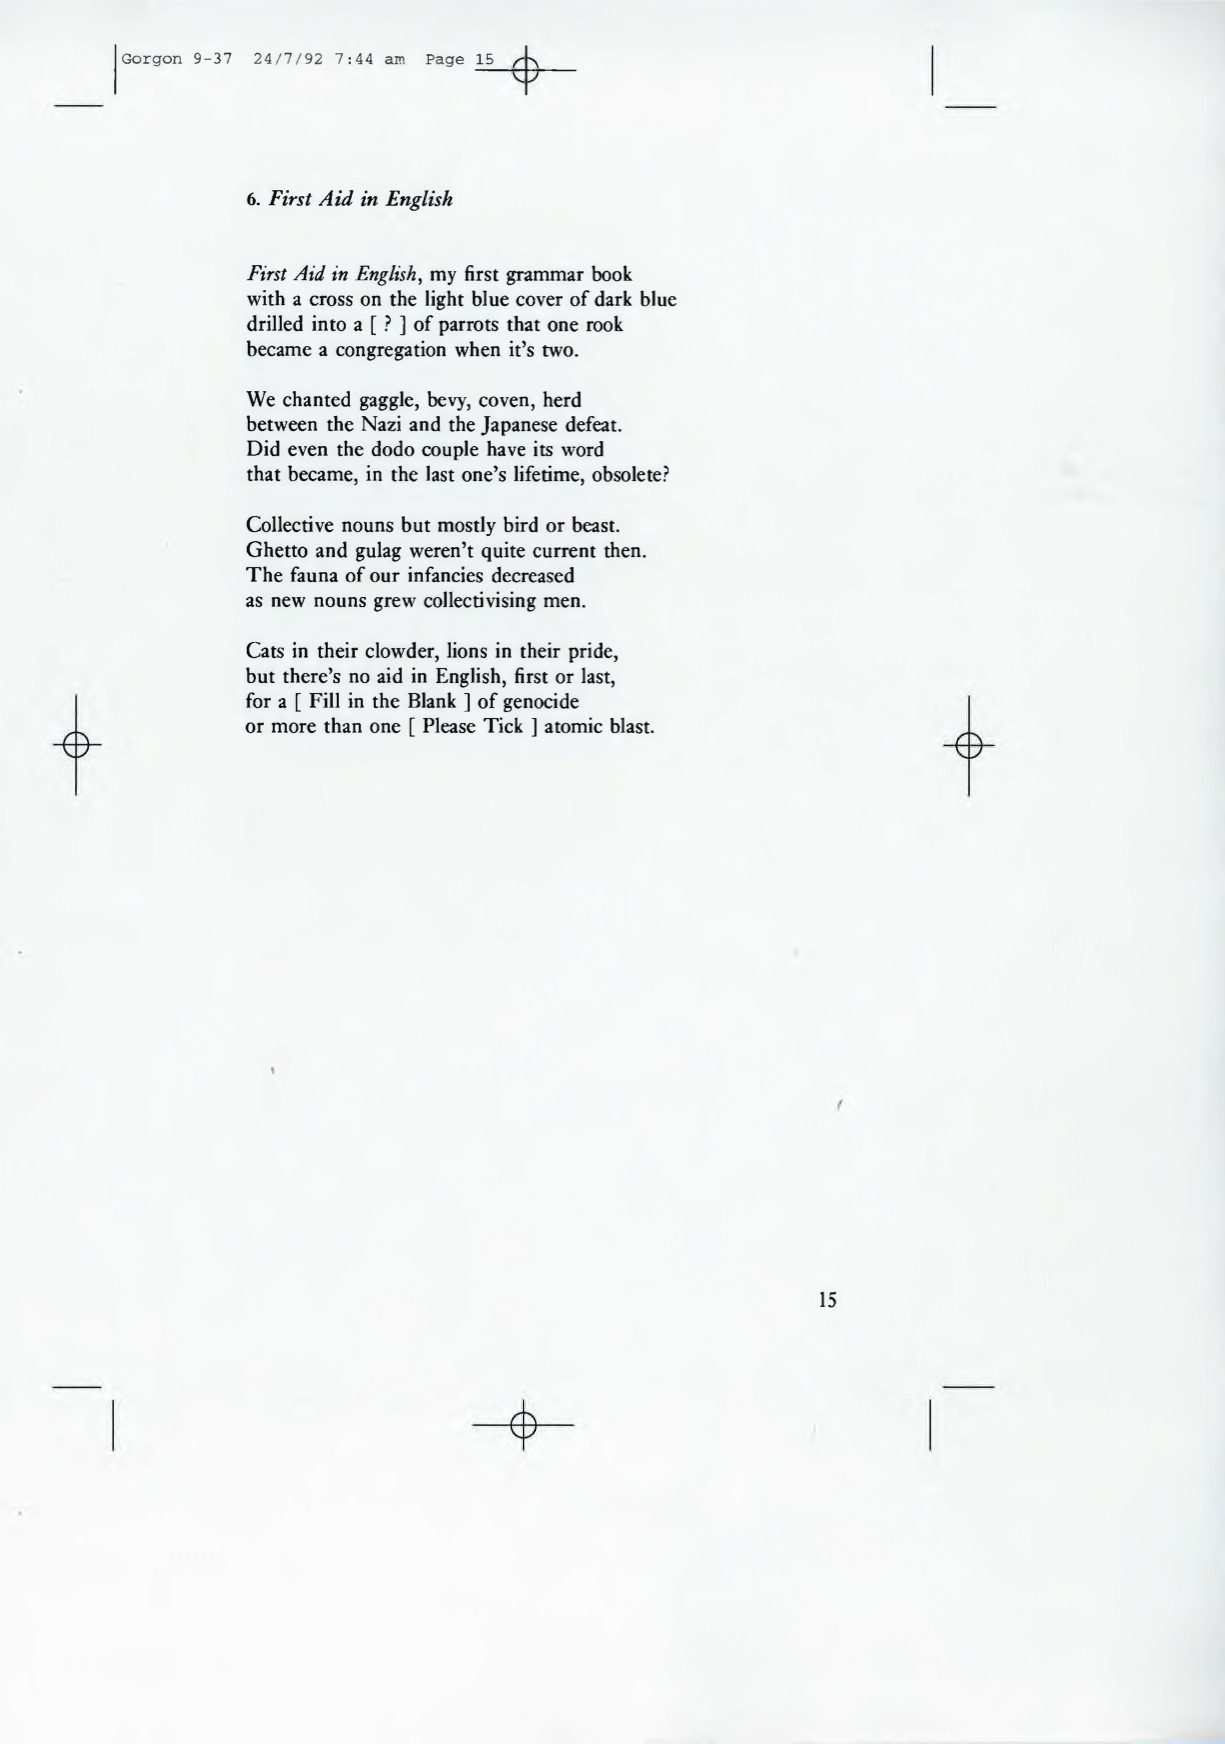 Gorgon 9-37 24/7/92 7:44 am Page 15
6. First Aid in English
First Aid in English, my first grammar book
with a cross on the light blue cover of dark blue
drilled into a [ ? ] of parrots that one rook
became a congregation when it's two.
We chanted gaggle, bevy, coven, herd
between the Nazi and the Japanese defeat.
Did even the dodo couple have its word
that became, in the last one's lifetime, obsolete?
Collective nouns but mostly bird or beast.
Ghetto and gulag weren't quite current then.
The fauna of our infancies decreased
as new nouns grew collectivising men.
Cats in their clowder, lions in their pride,
but there's no aid in English, first or last,
for a [ Fill in the Blank ] of genocide
or more than one [ Please Tick ] atomic blast.
15